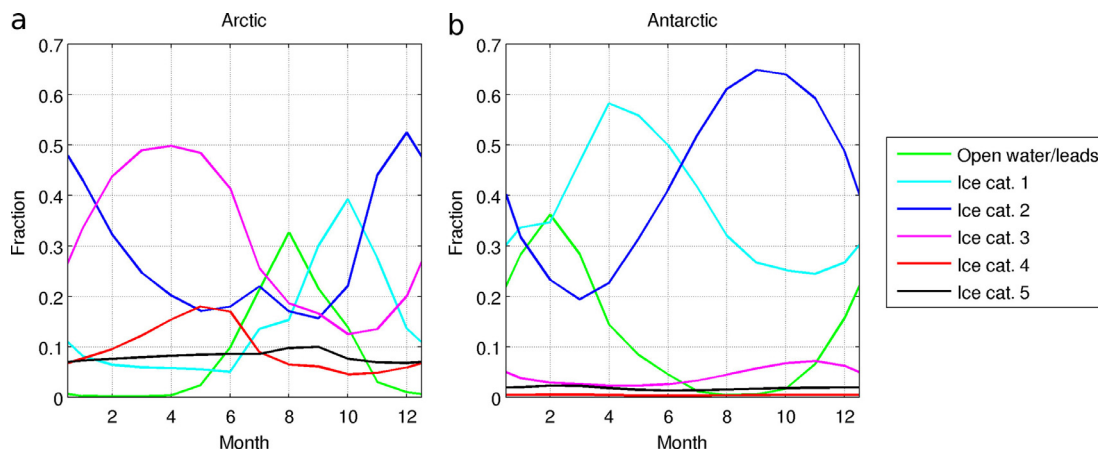 a
Arctic
0.7
0.6
0.5
0.4
0.3
0.2
0.1
0
Fraction
2 4 6 8 10 12
Month
b
Antarctic
0.7
0.6
0.5
0.4
0.3
0.2
0.1
0
Fraction
2 4 6 8 10 12
Month
Open water/leads
Ice cat. 1
Ice cat. 2
Ice cat. 3
Ice cat. 4
Ice cat. 5